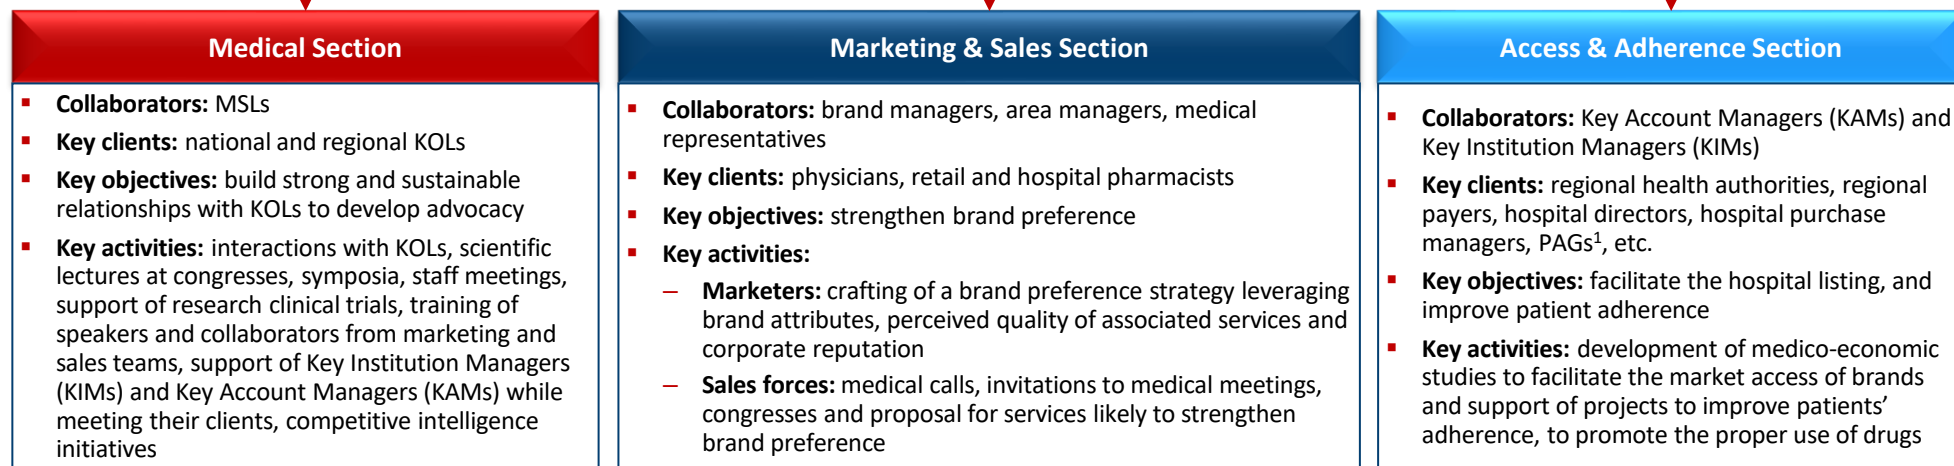 Medical Section
▪ Collaborators: MSLs
▪ Key clients: national and regional KOLs
▪ Key objectives: build strong and sustainable
relationships with KOLs to develop advocacy
▪ Key activities: interactions with KOLs, scientific
lectures at congresses, symposia, staff meetings,
support of research clinical trials, training of
speakers and collaborators from marketing and
sales teams, support of Key Institution Managers
(KIMs) and Key Account Managers (KAMs) while
meeting their clients, competitive intelligence
initiatives
Marketing & Sales Section
▪ Collaborators: brand managers, area managers, medical
representatives
▪ Key clients: physicians, retail and hospital pharmacists
▪ Key objectives: strengthen brand preference
▪ Key activities:
– Marketers: crafting of a brand preference strategy leveraging
brand attributes, perceived quality of associated services and
corporate reputation
– Sales forces: medical calls, invitations to medical meetings,
congresses and proposal for services likely to strengthen
brand preference
Access & Adherence Section
▪ Collaborators: Key Account Managers (KAMs) and
Key Institution Managers (KIMs)
▪ Key clients: regional health authorities, regional
payers, hospital directors, hospital purchase
managers, PAGs¹, etc.
▪ Key objectives: facilitate the hospital listing, and
improve patient adherence
▪ Key activities: development of medico-economic
studies to facilitate the market access of brands
and support of projects to improve patients’
adherence, to promote the proper use of drugs